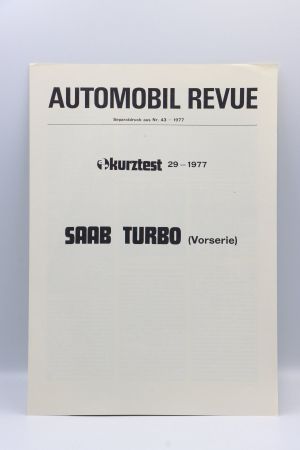 AUTOMOBIL REVUE
Separatdruck aus Nr. 43 – 1977
kurztest 29 – 1977
SAAB TURBO (Vorserie)